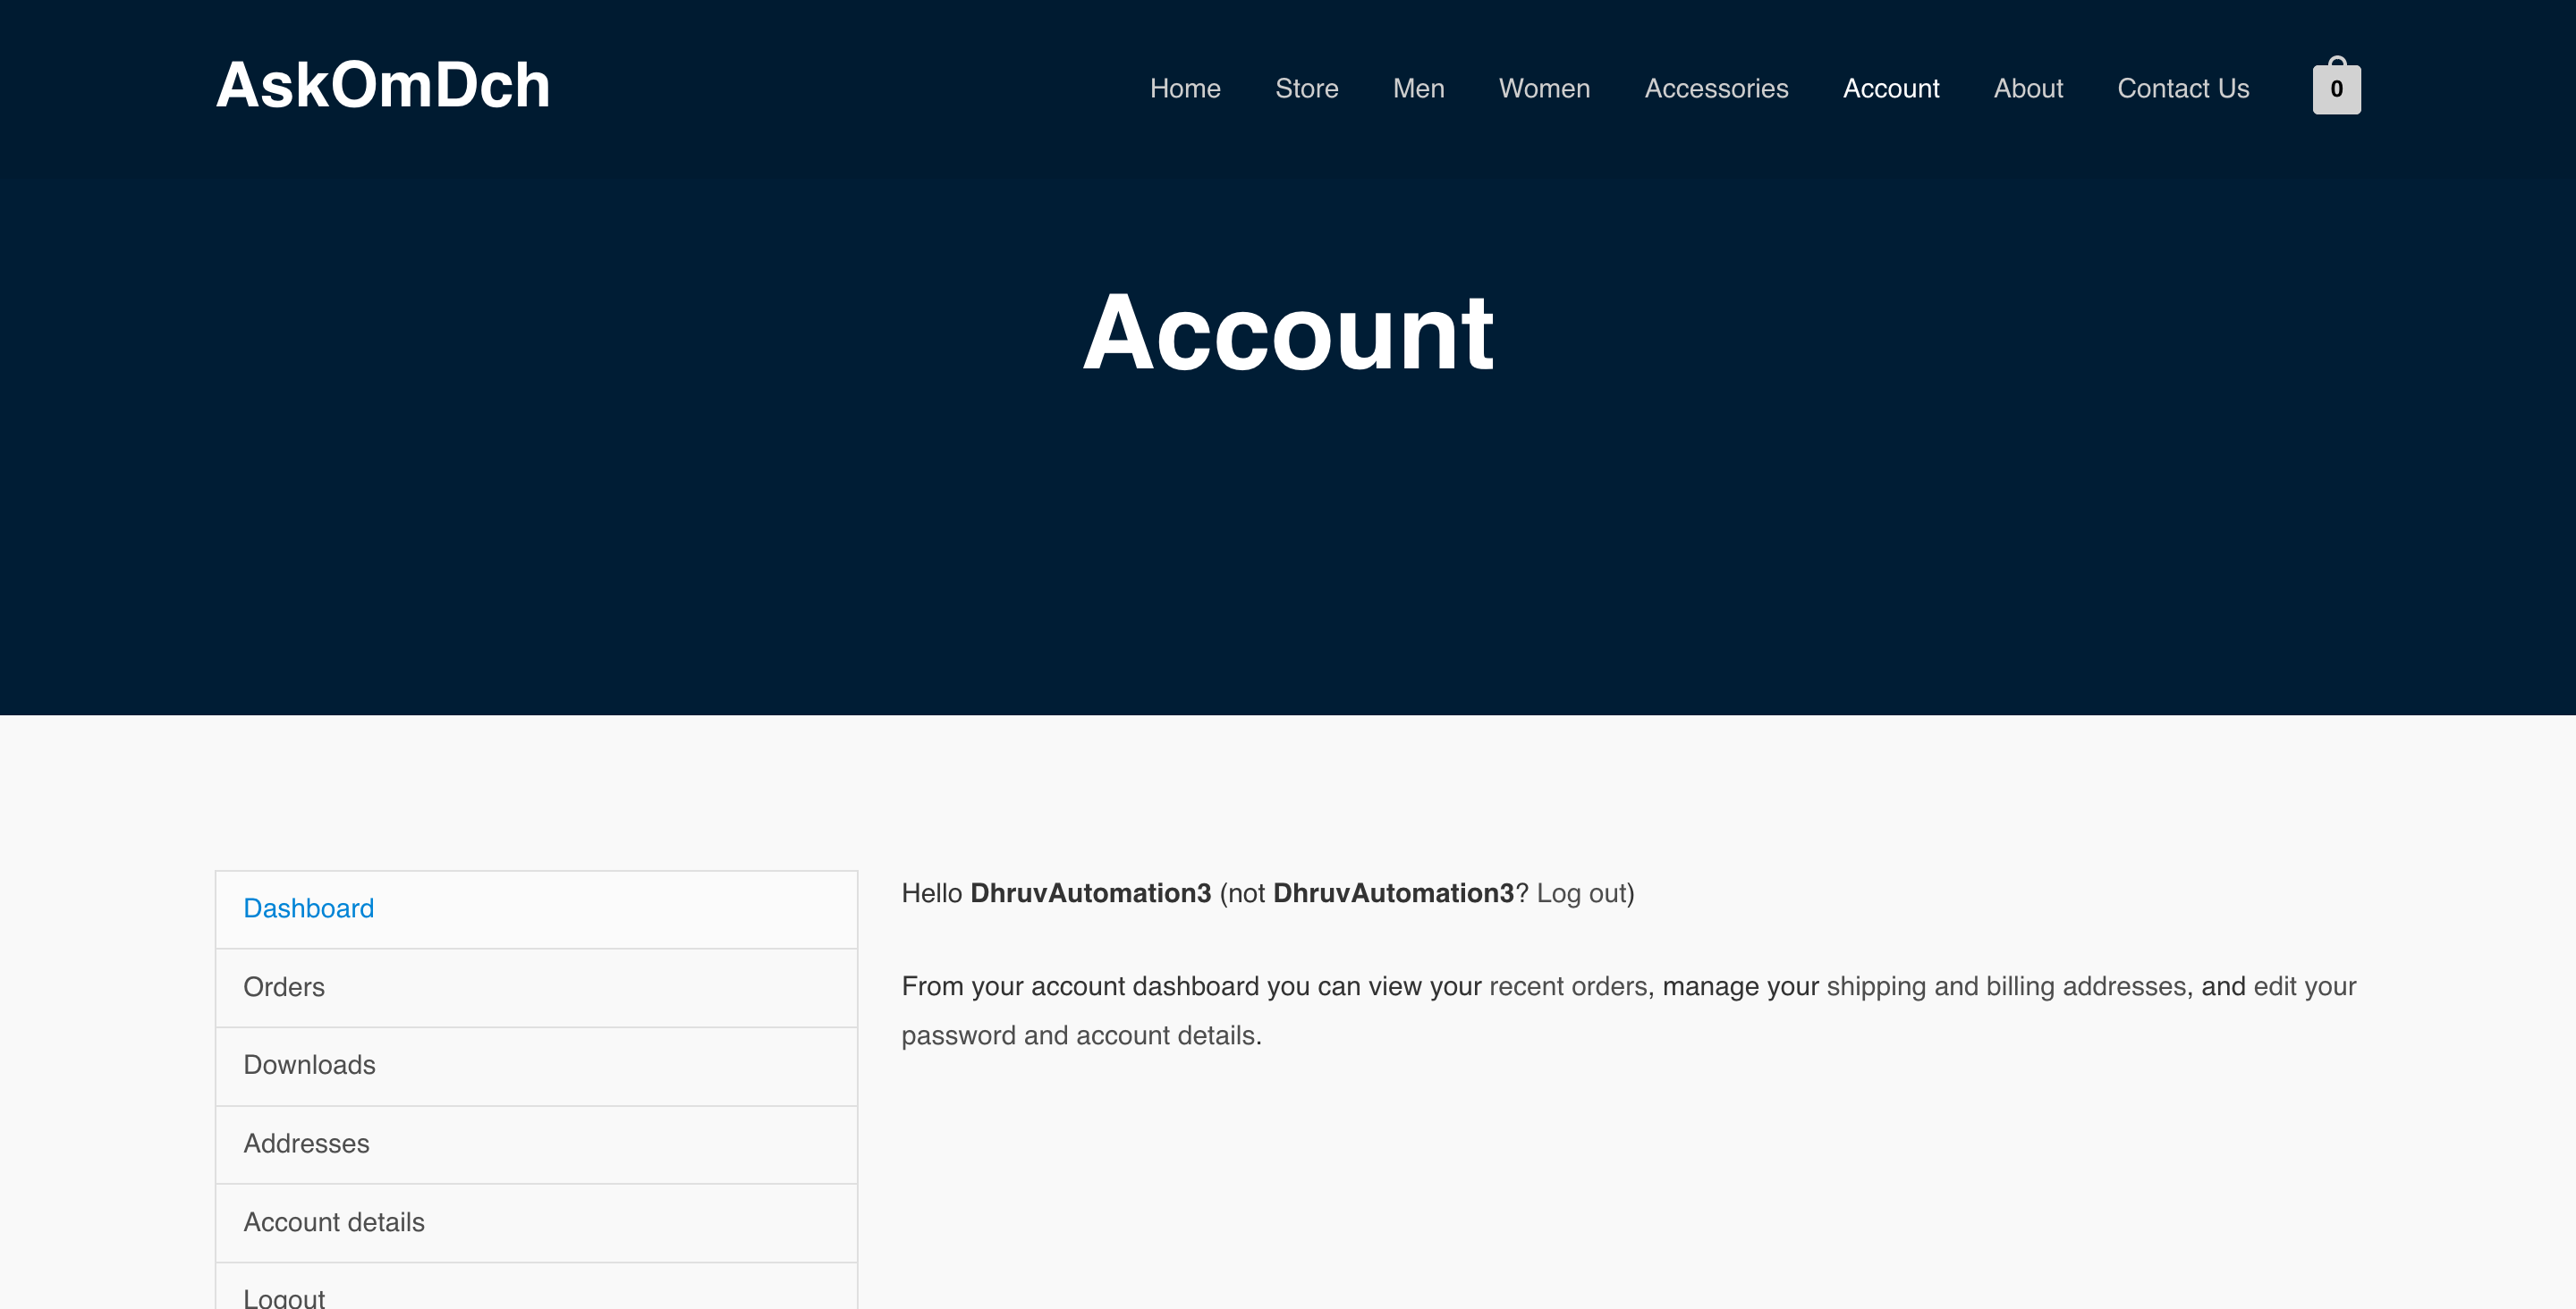 AskOmDch
Home Store Men Women Accessories Account About Contact Us 0
Account
Dashboard
Orders
Downloads
Addresses
Account details
Logout
Hello DhruvAutomation3 (not DhruvAutomation3? Log out)
From your account dashboard you can view your recent orders, manage your shipping and billing addresses, and edit your
password and account details.